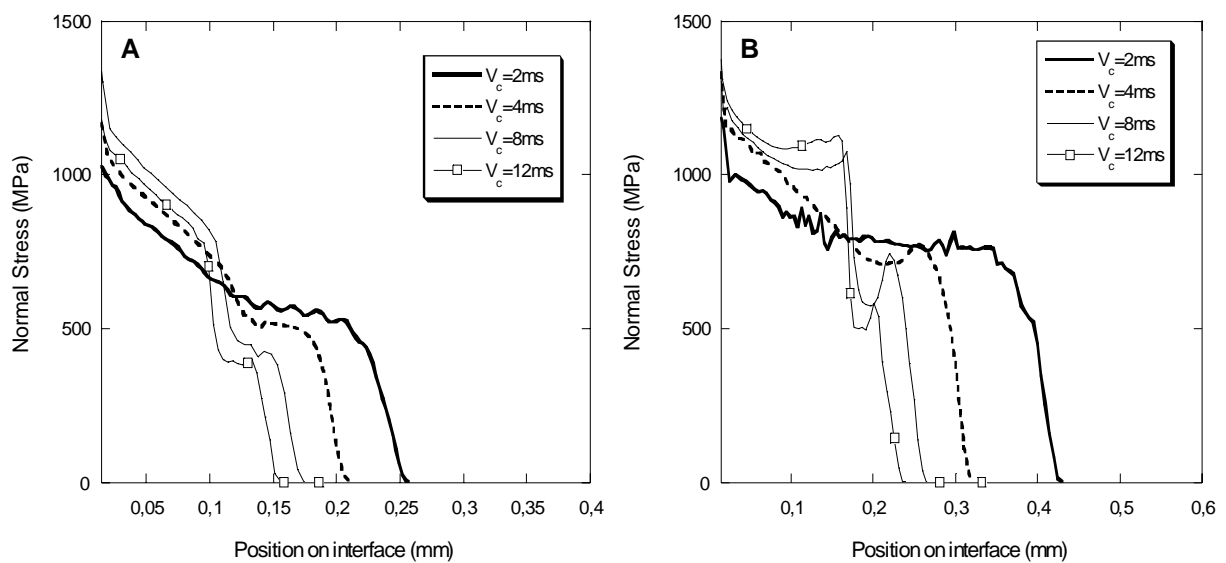 A
1500
1000
500
0
Normal Stress (MPa)
V_c=2ms
V_c=4ms
V_c=8ms
V_c=12ms
0,05 0,1 0,15 0,2 0,25 0,3 0,35 0,4
Position on interface (mm)
B
1500
1000
500
0
Normal Stress (MPa)
V_c=2ms
V_c=4ms
V_c=8ms
V_c=12ms
0,1 0,2 0,3 0,4 0,5 0,6
Position on interface (mm)